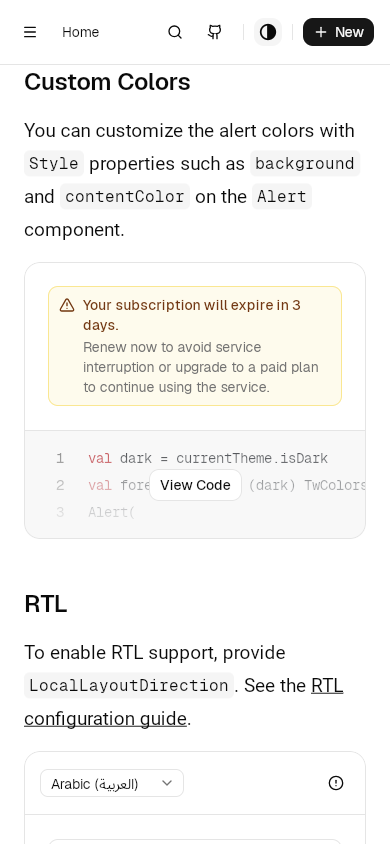 Home
New
Custom Colors
You can customize the alert colors with
Style properties such as background
and contentColor on the Alert
component.
Your subscription will expire in 3
days.
Renew now to avoid service
interruption or upgrade to a paid plan
to continue using the service.
1 val dark = currentTheme.isDark
2 val fore View Code (dark) TwColors
3 Alert(
RTL
To enable RTL support, provide
LocalLayoutDirection. See the RTL
configuration guide.
Arabic (العربية)